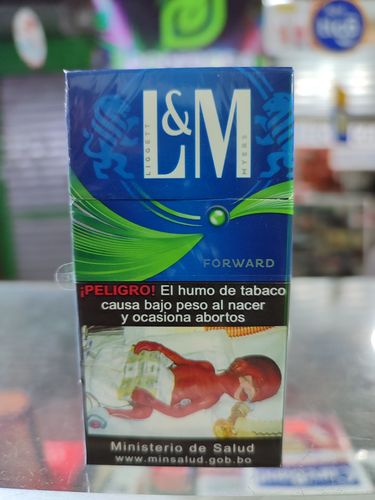 L&M
LIGGETT
MYERS
FORWARD
¡PELIGRO! El humo de tabaco
causa bajo peso al nacer
y ocasiona abortos
Ministerio de Salud
www.minsalud.gob.bo
tigo